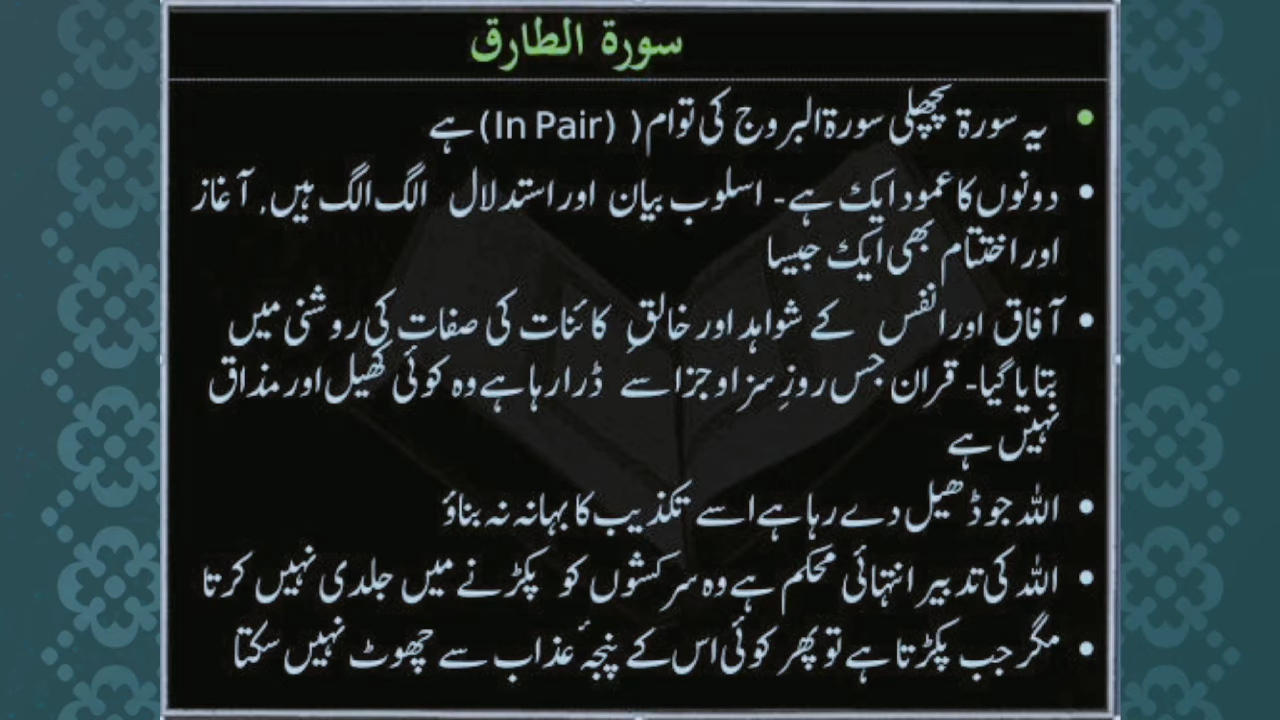 سورۃ الطارق
• یہ سورۃ پچھلی سورۃالبروج کی توام( (In Pair) ہے
• دونوں کا عمود ایک ہے۔ اسلوب بیان اور استدلال الگ الگ ہیں, آغاز
اور اختتام بھی ایک جیسا
• آفاق اور انفس کے شواہد اور خالقِ کائنات کی صفات کی روشنی میں
بتایا گیا۔ قران جس روزِ سزا و جزا سے ڈرا رہا ہے وہ کوئی کھیل اور مذاق
نہیں ہے
• اللہ جو ڈھیل دے رہا ہے اسے تکذیب کا بہانہ نہ بناؤ
• اللہ کی تدبیر انتہائی محکم ہے وہ سرکشوں کو پکڑنے میں جلدی نہیں کرتا
• مگر جب پکڑتا ہے تو پھر کوئی اس کے پنجہٴ عذاب سے چھوٹ نہیں سکتا